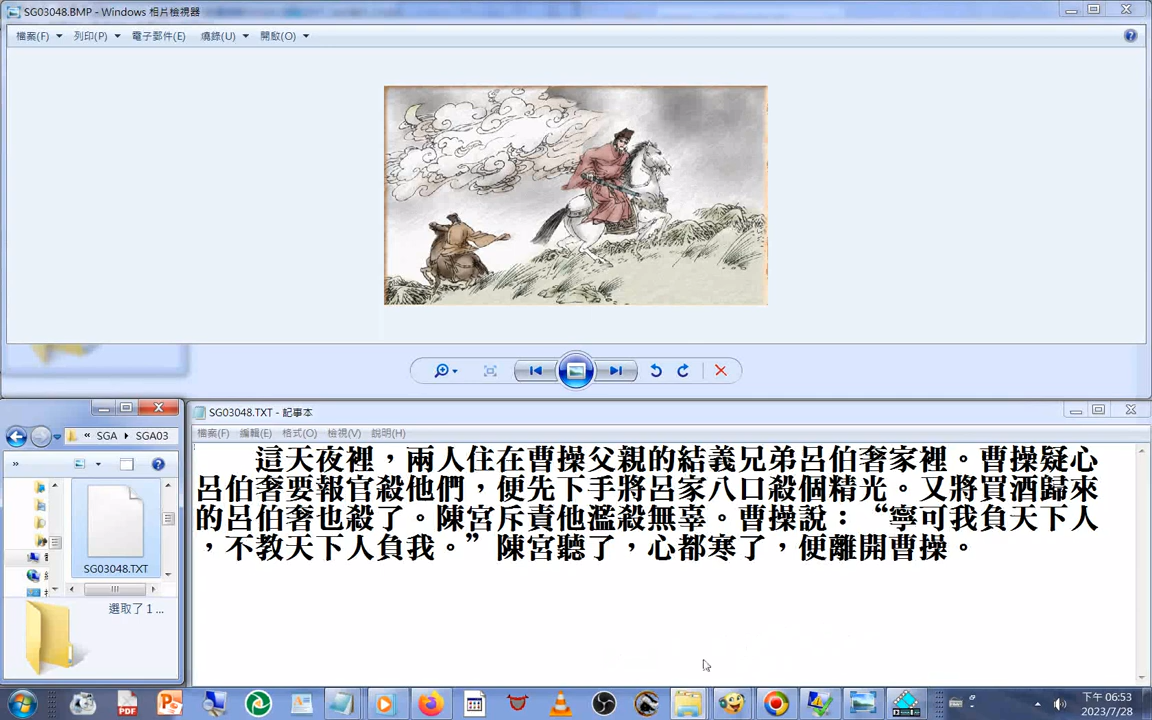 SG03048.BMP - Windows 相片檢視器
檔案(F) 列印(P) 電子郵件(E) 燒錄(U) 開啟(O)
« SGA SGA03
»
SG03048.TXT
選取了 1 ...
SG03048.TXT - 記事本
檔案(F) 編輯(E) 格式(O) 檢視(V) 說明(H)
這天夜裡，兩人住在曹操父親的結義兄弟呂伯奢家裡。曹操疑心
呂伯奢要報官殺他們，便先下手將呂家八口殺個精光。又將買酒歸來
的呂伯奢也殺了。陳宮斥責他濫殺無辜。曹操說：“寧可我負天下人
，不教天下人負我。”陳宮聽了，心都寒了，便離開曹操。
PDF
下午 06:53
2023/7/28